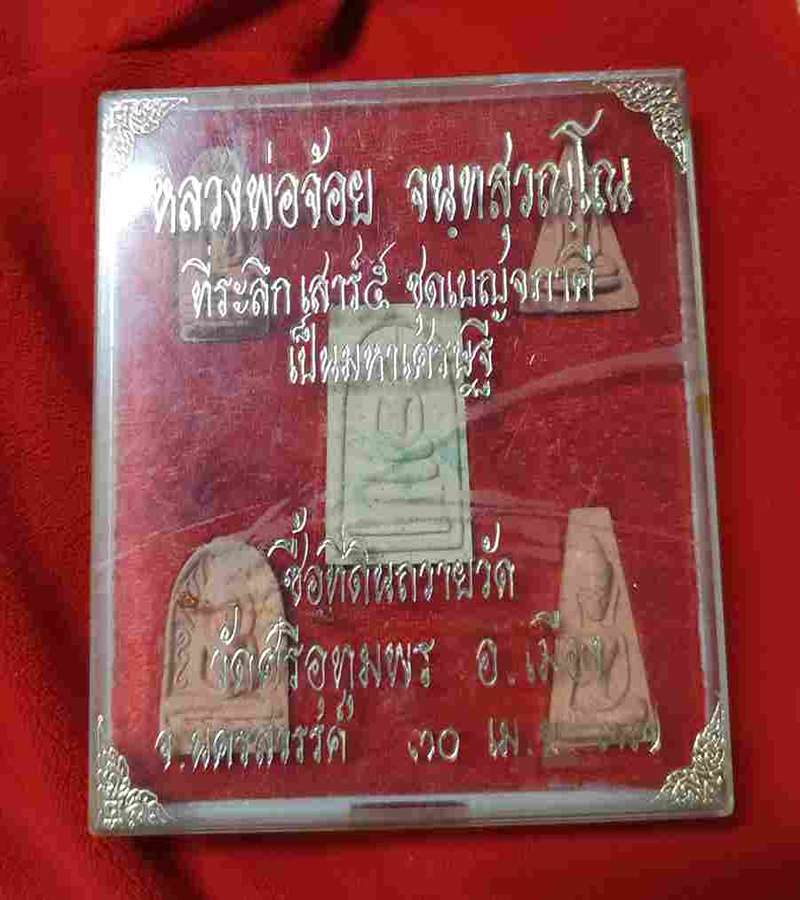 หลวงพ่อจ้อย จนฺทสุวณฺโณ
ที่ระลึก เสาร์๕ ชุดเบญจภาคี
เป็นมหาเศรษฐี
ซื้อที่ดินถวายวัด
วัดศรีอุทุมพร อ.เมือง
จ.นครสวรรค์ ๓๐ เม.ย.